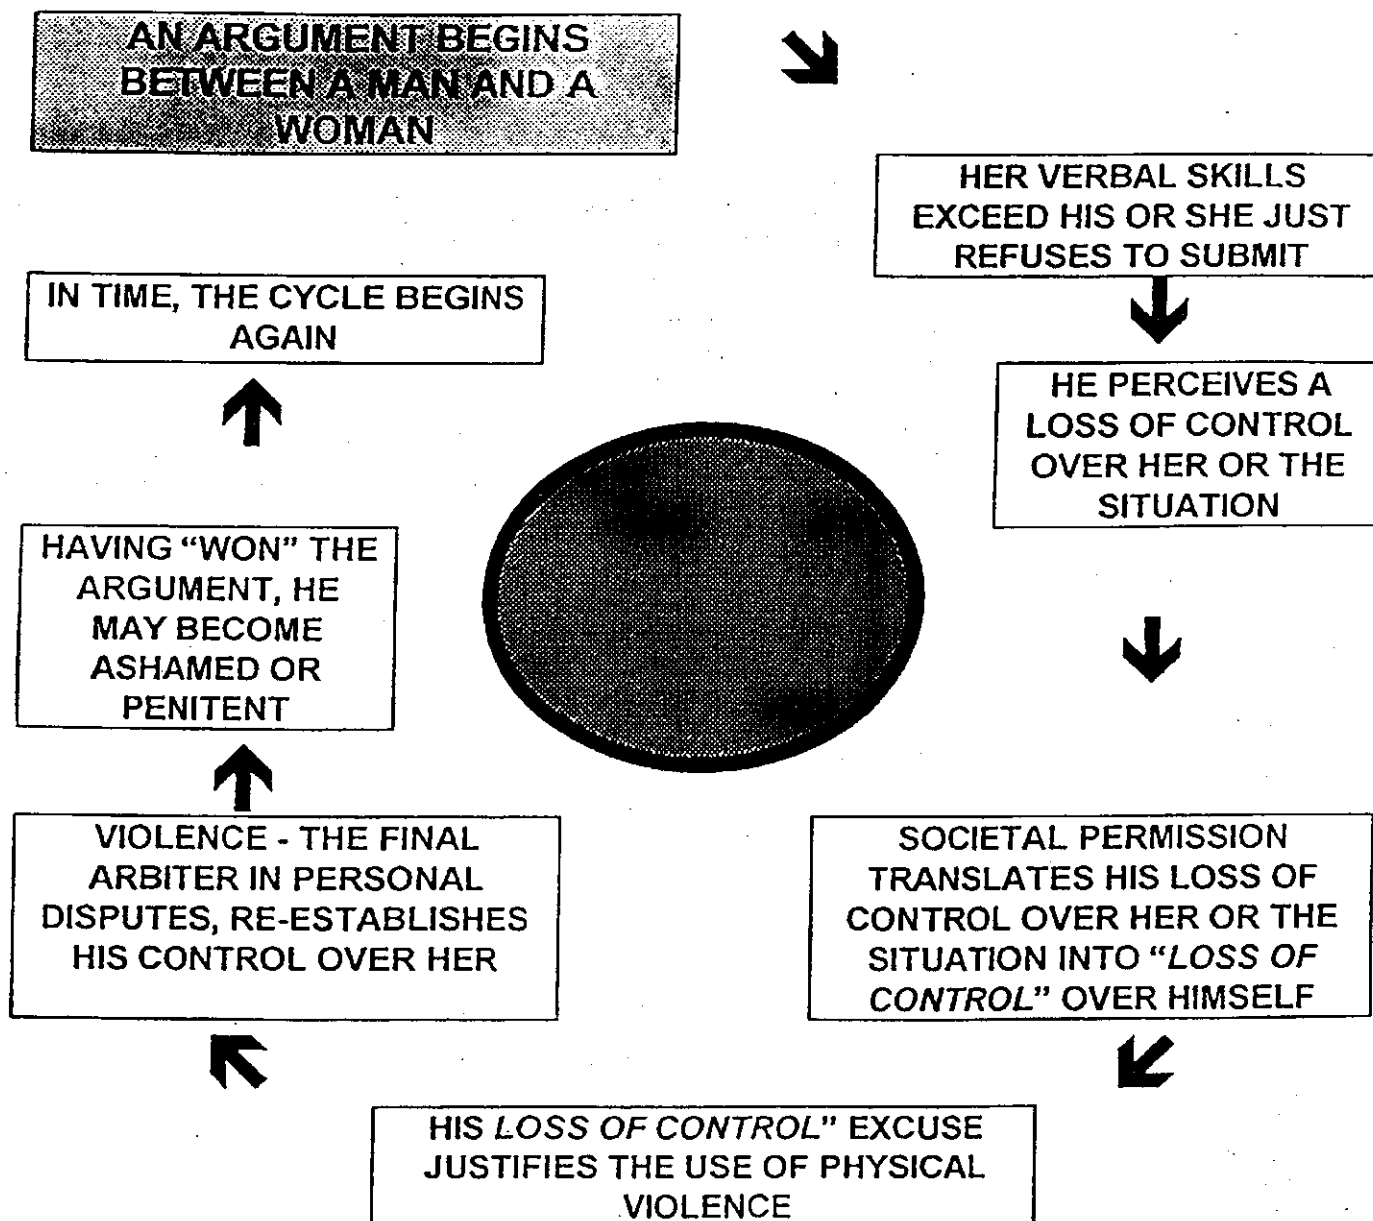 AN ARGUMENT BEGINS
BETWEEN A MAN AND A
WOMAN
HER VERBAL SKILLS
EXCEED HIS OR SHE JUST
REFUSES TO SUBMIT
HE PERCEIVES A
LOSS OF CONTROL
OVER HER OR THE
SITUATION
SOCIETAL PERMISSION
TRANSLATES HIS LOSS OF
CONTROL OVER HER OR THE
SITUATION INTO “LOSS OF
CONTROL” OVER HIMSELF
HIS LOSS OF CONTROL” EXCUSE
JUSTIFIES THE USE OF PHYSICAL
VIOLENCE
VIOLENCE - THE FINAL
ARBITER IN PERSONAL
DISPUTES, RE-ESTABLISHES
HIS CONTROL OVER HER
HAVING “WON” THE
ARGUMENT, HE
MAY BECOME
ASHAMED OR
PENITENT
IN TIME, THE CYCLE BEGINS
AGAIN